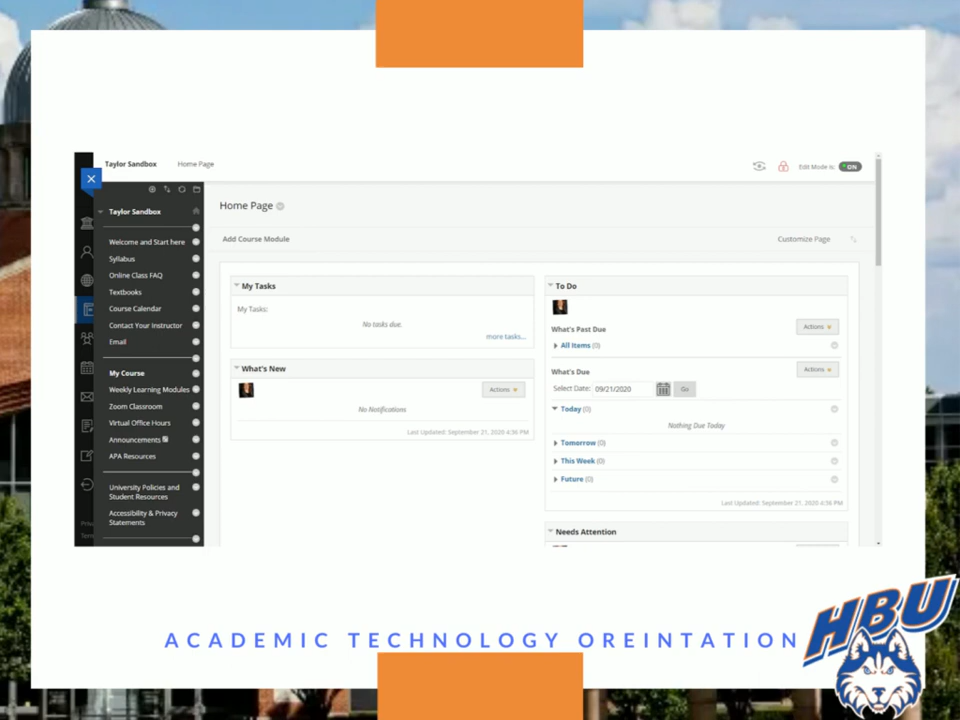 Taylor Sandbox Home Page Edit Mode is: ON
Taylor Sandbox
Welcome and Start here
Syllabus
Online Class FAQ
Textbooks
Course Calendar
Contact Your Instructor
Email
My Course
Weekly Learning Modules
Zoom Classroom
Virtual Office Hours
Announcements
APA Resources
University Policies and
Student Resources
Accessibility & Privacy
Statements
Home Page
Add Course Module Customize Page
My Tasks
My Tasks:
No tasks due.
more tasks...
What's New
Actions
No Notifications
Last Updated: September 21, 2020 4:36 PM
To Do
What's Past Due
Actions
All Items (0)
What's Due
Actions
Select Date: 09/21/2020 Go
Today (0)
Nothing Due Today
Tomorrow (0)
This Week (0)
Future (0)
Last Updated: September 21, 2020 4:36 PM
Needs Attention
ACADEMIC TECHNOLOGY OREINTATION
HBU